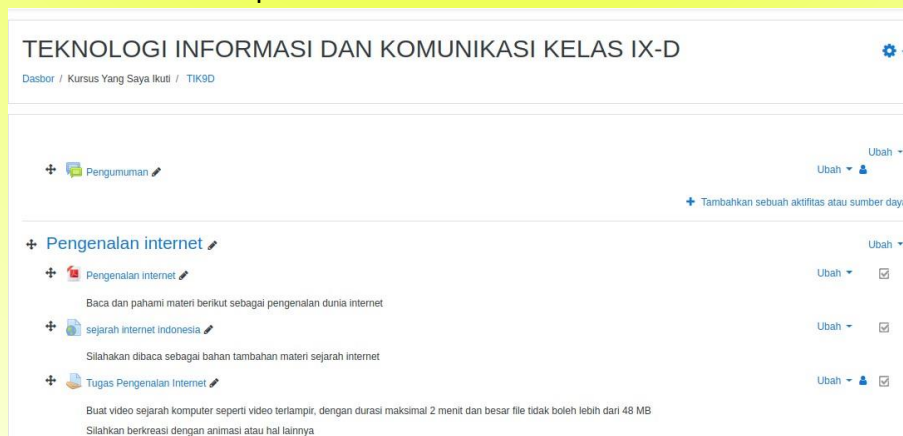 TEKNOLOGI INFORMASI DAN KOMUNIKASI KELAS IX-D
Dasbor / Kursus Yang Saya Ikuti / TIK9D
Ubah
Pengumuman
Ubah
Tambahkan sebuah aktifitas atau sumber daya
Pengenalan internet
Ubah
Pengenalan internet
Ubah
Baca dan pahami materi berikut sebagai pengenalan dunia internet
sejarah internet indonesia
Ubah
Silahakan dibaca sebagai bahan tambahan materi sejarah internet
Tugas Pengenalan Internet
Ubah
Buat video sejarah komputer seperti video terlampir, dengan durasi maksimal 2 menit dan besar file tidak boleh lebih dari 48 MB
Silahkan berkreasi dengan animasi atau hal lainnya